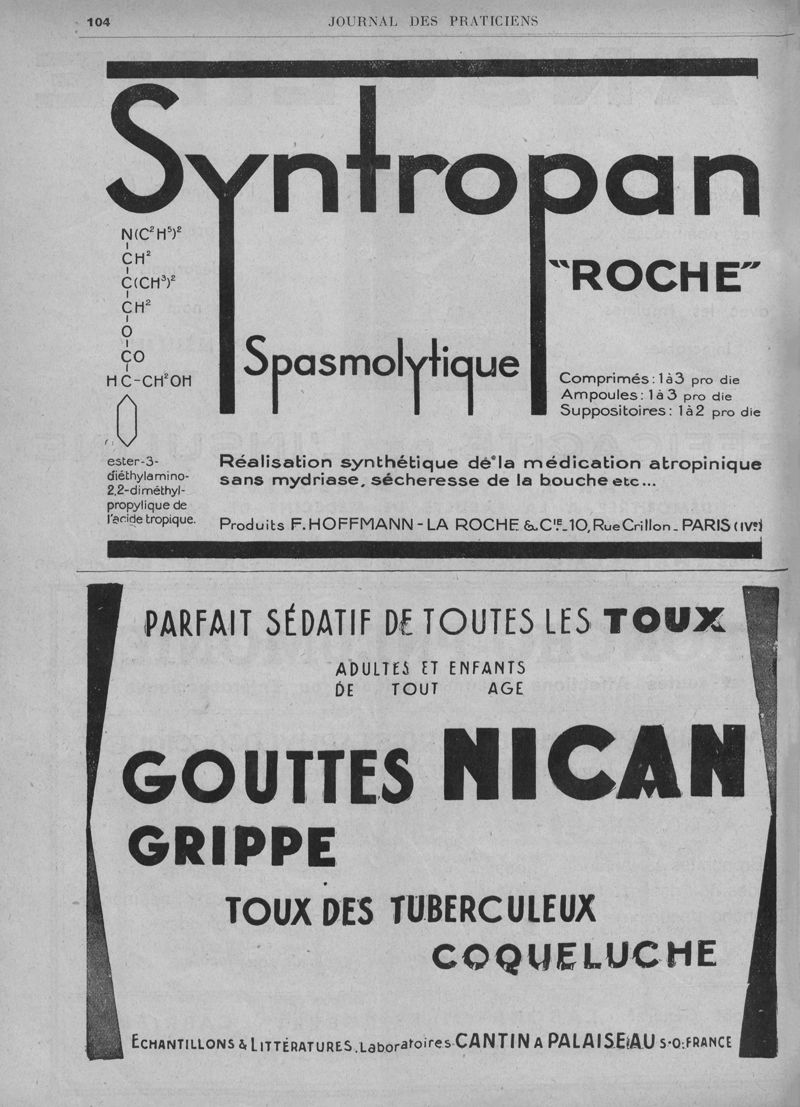 104
JOURNAL DES PRATICIENS
Syntropan
"ROCHE"
N(C²H⁵)²
CH²
C(CH³)²
CH²
O
CO
HC-CH²OH
Spasmolytique
Comprimés: 1à3 pro die
Ampoules: 1à3 pro die
Suppositoires: 1à2 pro die
ester-3-
diéthylamino-
2,2-diméthyl-
propylique de
l'acide tropique.
Réalisation synthétique de la médication atropinique
sans mydriase, sécheresse de la bouche etc...
Produits F. HOFFMANN - LA ROCHE & Cie_10, Rue Crillon_ PARIS (IVe)
PARFAIT SÉDATIF DE TOUTES LES TOUX
ADULTES ET ENFANTS
DE TOUT AGE
GOUTTES NICAN
GRIPPE
TOUX DES TUBERCULEUX
COQUELUCHE
ECHANTILLONS & LITTÉRATURES. Laboratoires CANTIN A PALAISEAU S.-O. FRANCE